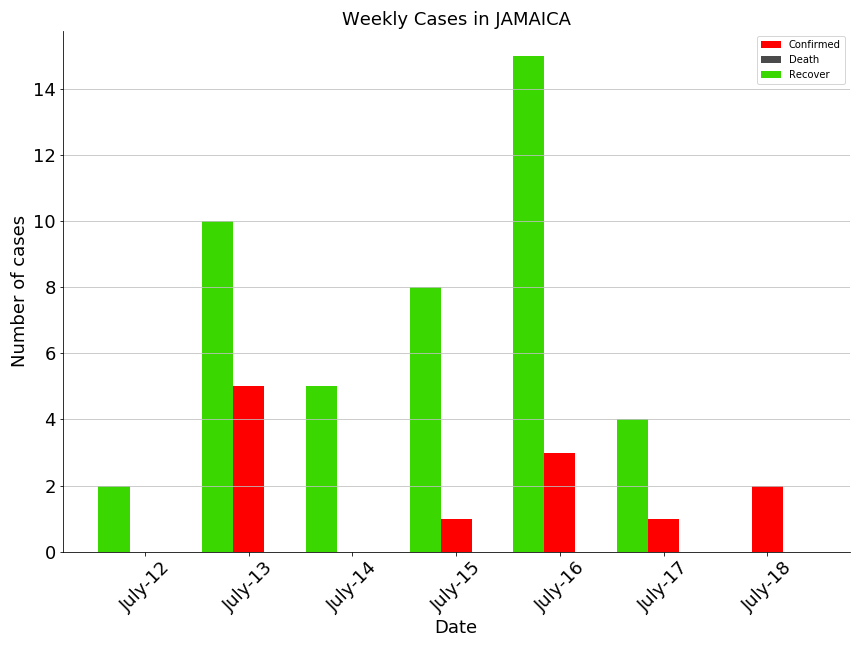 Weekly Cases in JAMAICA
Confirmed
Death
Recover
Number of cases
14
12
10
8
6
4
2
0
July-12
July-13
July-14
July-15
July-16
July-17
July-18
Date